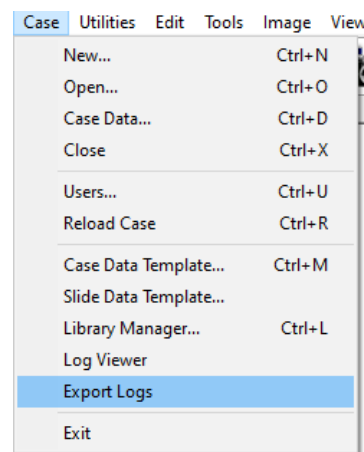 Case Utilities Edit Tools Image View
New... Ctrl+N
Open... Ctrl+O
Case Data... Ctrl+D
Close Ctrl+X
Users... Ctrl+U
Reload Case Ctrl+R
Case Data Template... Ctrl+M
Slide Data Template...
Library Manager... Ctrl+L
Log Viewer
Export Logs
Exit